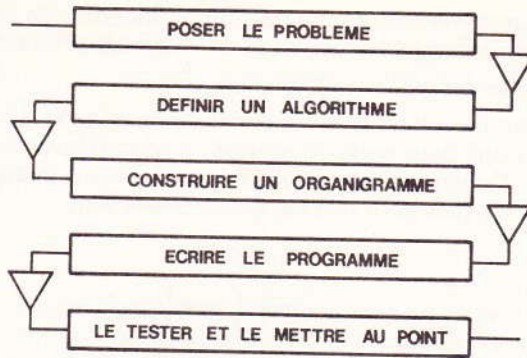 POSER LE PROBLEME
DEFINIR UN ALGORITHME
CONSTRUIRE UN ORGANIGRAMME
ECRIRE LE PROGRAMME
LE TESTER ET LE METTRE AU POINT